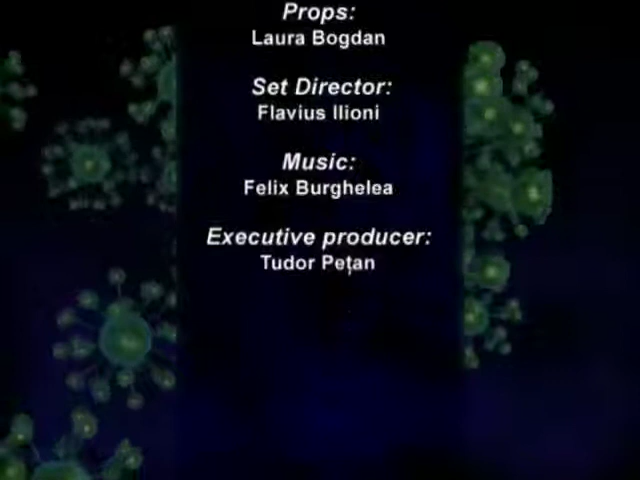 Props:
Laura Bogdan
Set Director:
Flavius Ilioni
Music:
Felix Burghelea
Executive producer:
Tudor Pețan